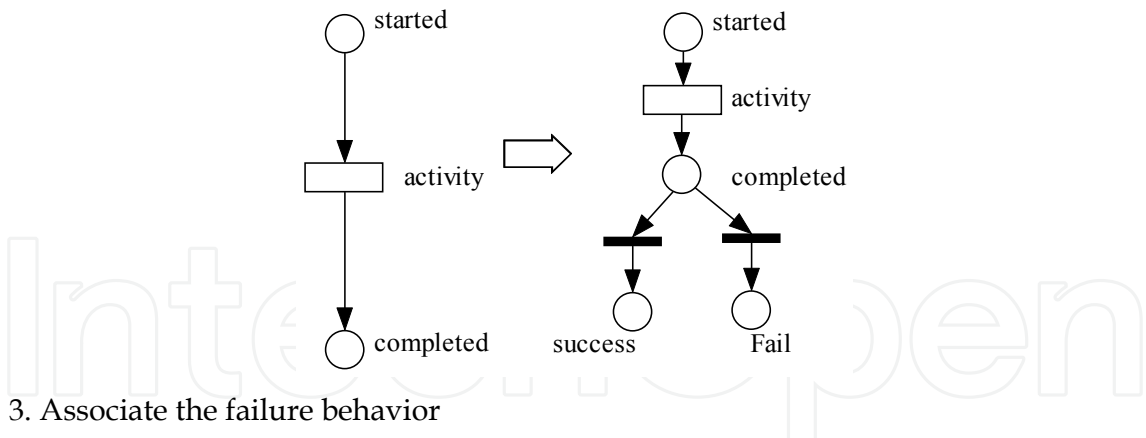 started
activity
completed
started
activity
completed
success
Fail
3. Associate the failure behavior
IntechOpen